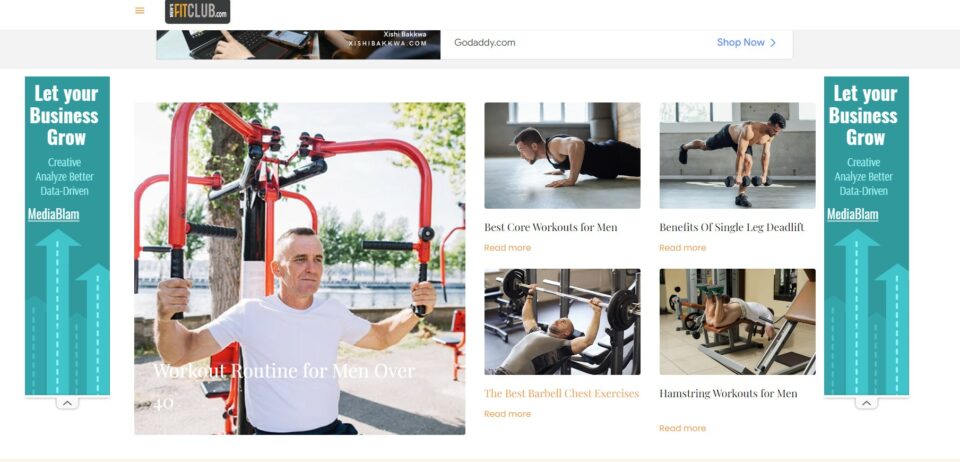 MEN'S
FITCLUB.com
Xishi Bakkwa
XISHIBAKKWA.COM
Godaddy.com
Shop Now
Let your
Business
Grow
Creative
Analyze Better
Data-Driven
MediaBlam
Workout Routine for Men Over
40
Best Core Workouts for Men
Read more
Benefits Of Single Leg Deadlift
Read more
The Best Barbell Chest Exercises
Read more
Hamstring Workouts for Men
Read more
Let your
Business
Grow
Creative
Analyze Better
Data-Driven
MediaBlam